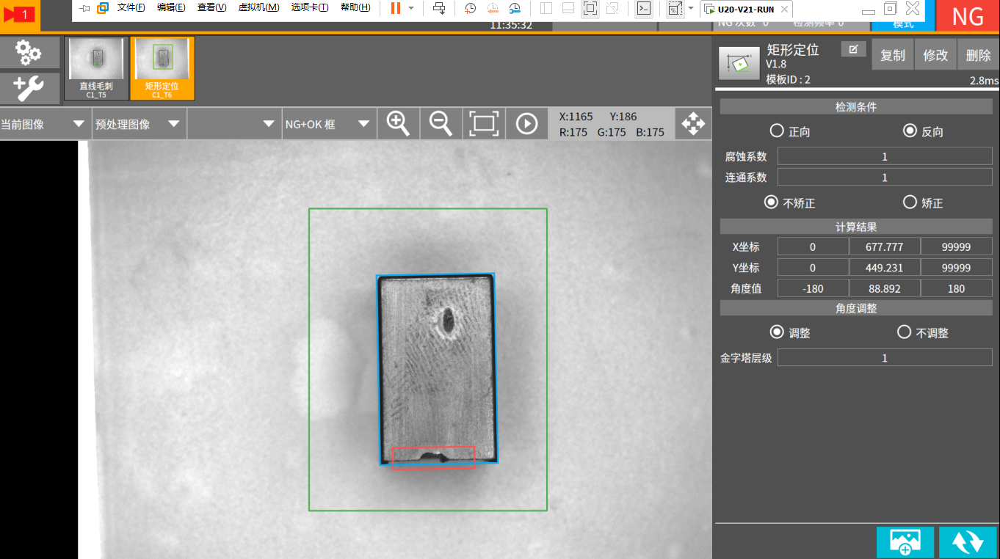 文件(F) 编辑(E) 查看(V) 虚拟机(M) 选项卡(T) 帮助(H) U20-V21-RUN
1
11:35:32 NG 次数 0 检测频率 0 模式 NG
直线毛刺
C1_T5
矩形定位
C1_T6
矩形定位
V1.8
模板ID : 2
复制 修改 删除
2.8ms
当前图像 预处理图像 NG+OK 框
X:1165 Y:186
R:175 G:175 B:175
检测条件
正向 反向
腐蚀系数 1
连通系数 1
不矫正 矫正
计算结果
X坐标 0 677.777 99999
Y坐标 0 449.231 99999
角度值 -180 88.892 180
角度调整
调整 不调整
金字塔层级 1